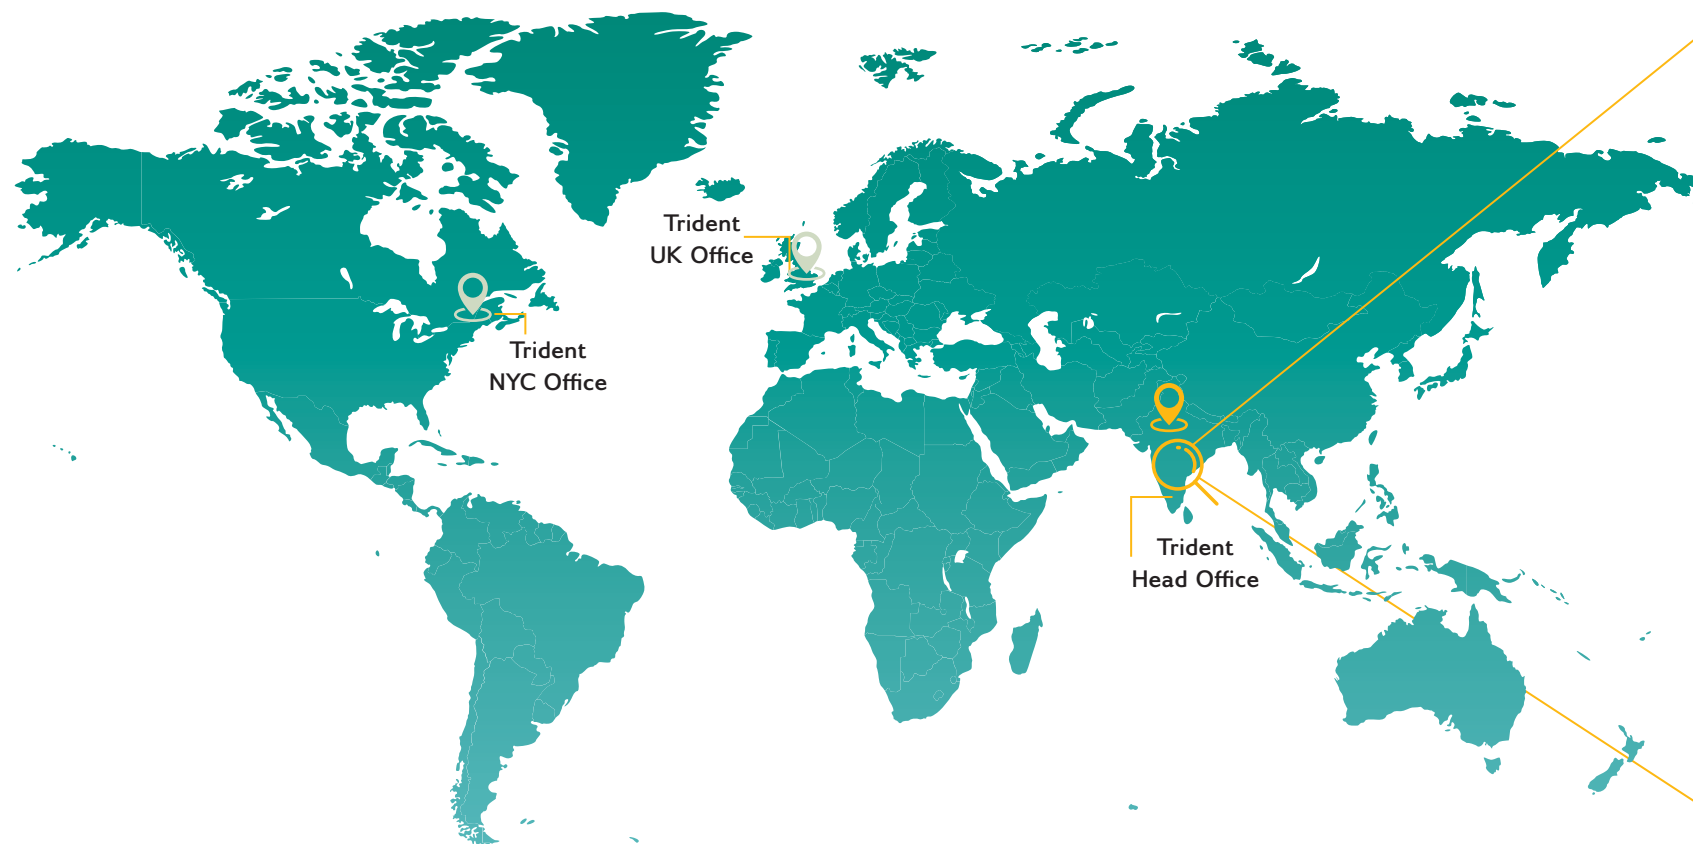 Trident
UK Office
Trident
NYC Office
Trident
Head Office